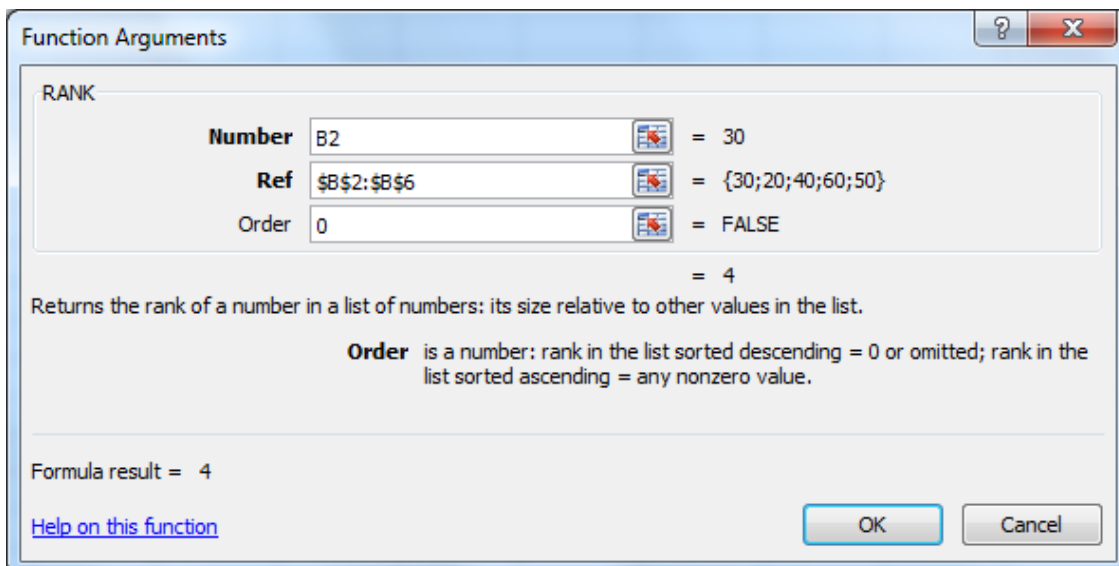 Function Arguments
?
X
RANK
Number B2 = 30
Ref $B$2:$B$6 = {30;20;40;60;50}
Order 0 = FALSE
= 4
Returns the rank of a number in a list of numbers: its size relative to other values in the list.
Order is a number: rank in the list sorted descending = 0 or omitted; rank in the
list sorted ascending = any nonzero value.
Formula result = 4
Help on this function
OK Cancel